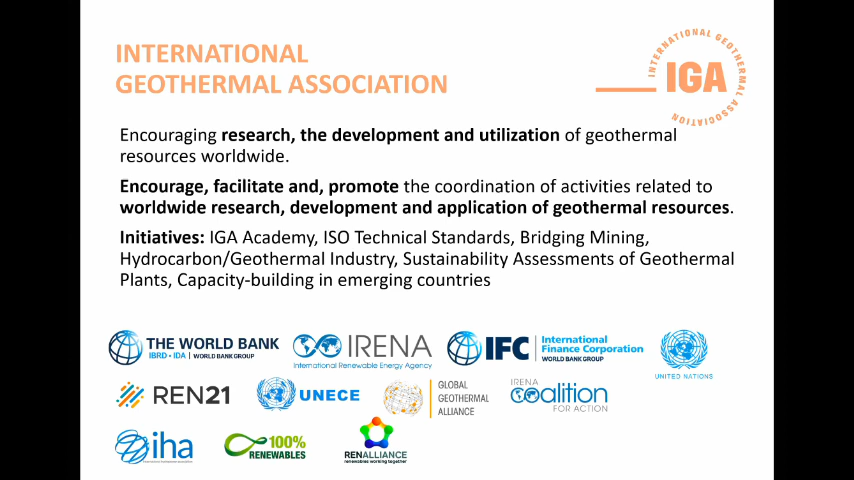 INTERNATIONAL
GEOTHERMAL ASSOCIATION
INTERNATIONAL GEOTHERMAL ASSOCIATION
IGA
Encouraging research, the development and utilization of geothermal
resources worldwide.
Encourage, facilitate and, promote the coordination of activities related to
worldwide research, development and application of geothermal resources.
Initiatives: IGA Academy, ISO Technical Standards, Bridging Mining,
Hydrocarbon/Geothermal Industry, Sustainability Assessments of Geothermal
Plants, Capacity-building in emerging countries
THE WORLD BANK
IBRD • IDA | WORLD BANK GROUP
IRENA
International Renewable Energy Agency
IFC
International
Finance Corporation
WORLD BANK GROUP
UNITED NATIONS
REN21
UNECE
GLOBAL
GEOTHERMAL
ALLIANCE
IRENA
coalition
FOR ACTION
iha
100%
RENEWABLES
RENALLIANCE
renewables working together